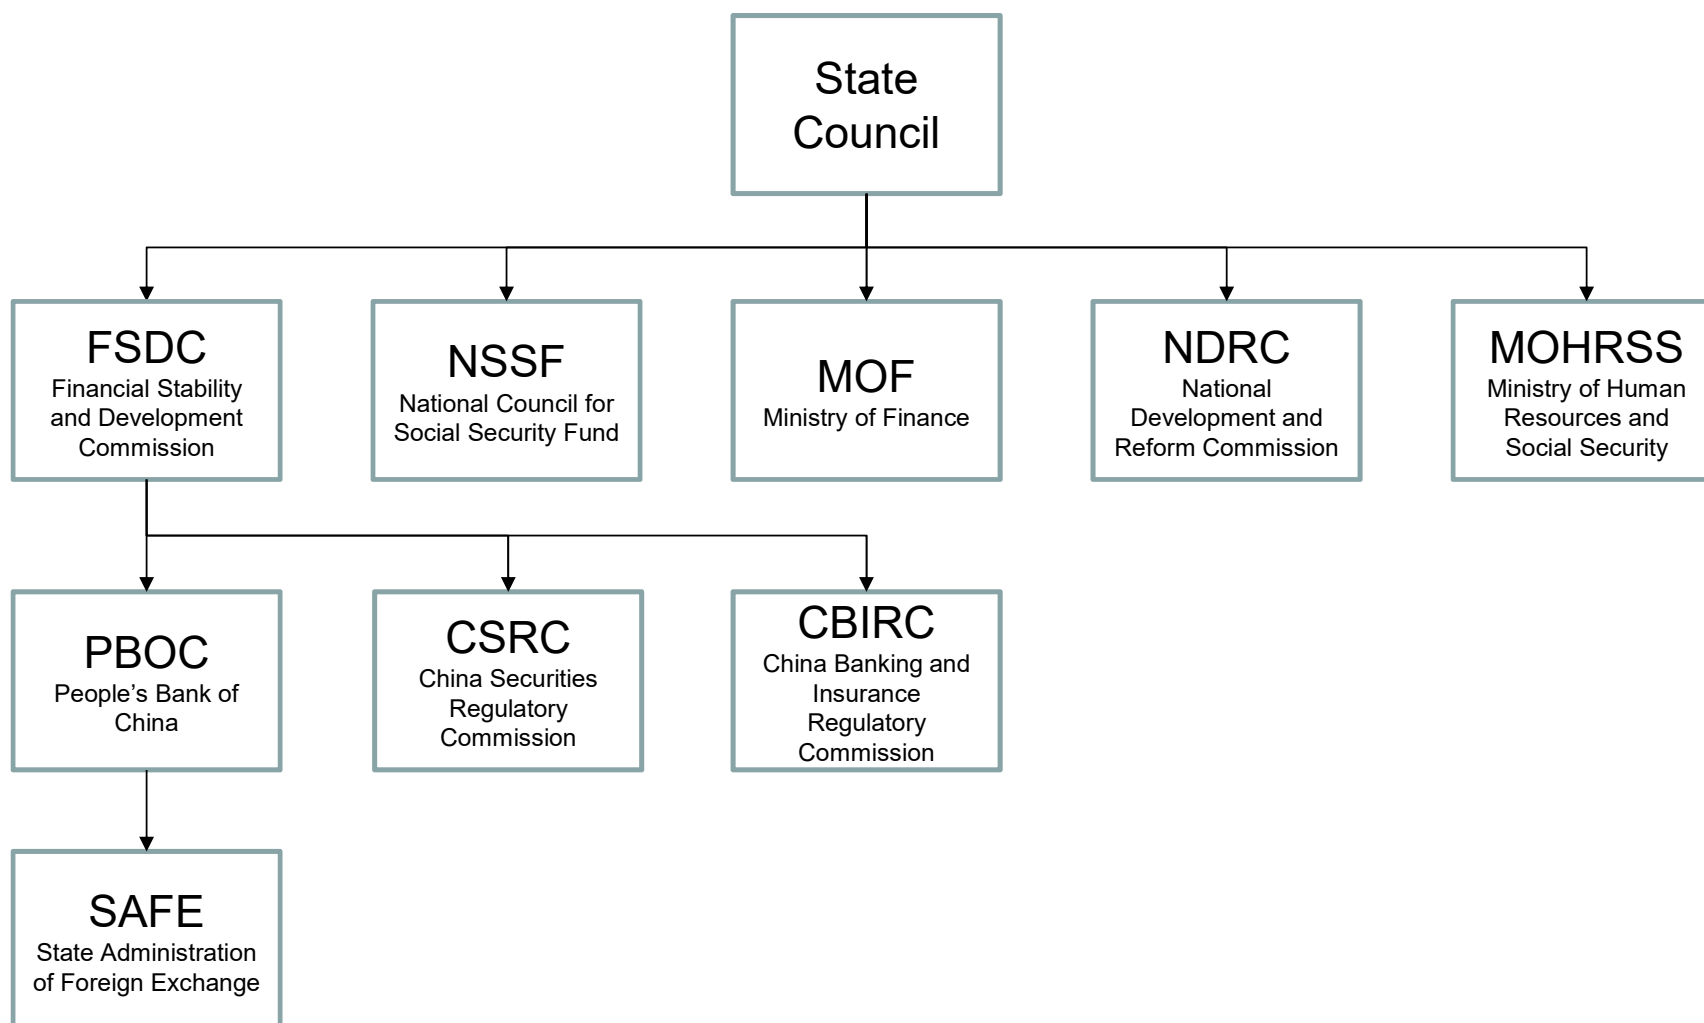 State
Council
FSDC
Financial Stability
and Development
Commission
NSSF
National Council for
Social Security Fund
MOF
Ministry of Finance
NDRC
National
Development and
Reform Commission
MOHRSS
Ministry of Human
Resources and
Social Security
PBOC
People’s Bank of
China
CSRC
China Securities
Regulatory
Commission
CBIRC
China Banking and
Insurance
Regulatory
Commission
SAFE
State Administration
of Foreign Exchange